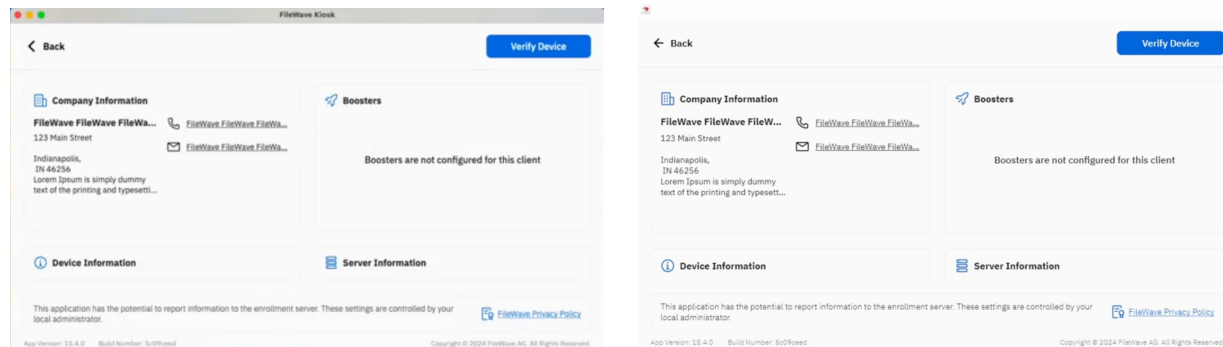 FileWave Kiosk
Back
Verify Device
Company Information
FileWave FileWave FileWa...
FileWave FileWave FileWa...
123 Main Street
FileWave FileWave FileWa...
Indianapolis,
IN 46256
Lorem Ipsum is simply dummy
text of the printing and typesetti...
Boosters
Boosters are not configured for this client
Device Information
Server Information
This application has the potential to report information to the enrollment server. These settings are controlled by your
local administrator.
FileWave Privacy Policy
App Version: 15.4.0 Build Number: 5c09ceed
Copyright © 2024 FileWave AG. All Rights Reserved.
Back
Verify Device
Company Information
FileWave FileWave FileW...
FileWave FileWave FileWa...
123 Main Street
FileWave FileWave FileWa...
Indianapolis,
IN 46256
Lorem Ipsum is simply dummy
text of the printing and typesett...
Boosters
Boosters are not configured for this client
Device Information
Server Information
This application has the potential to report information to the enrollment server. These settings are controlled by your
local administrator.
FileWave Privacy Policy
App Version: 15.4.0 Build Number: 5c09ceed
Copyright © 2024 FileWave AG. All Rights Reserved